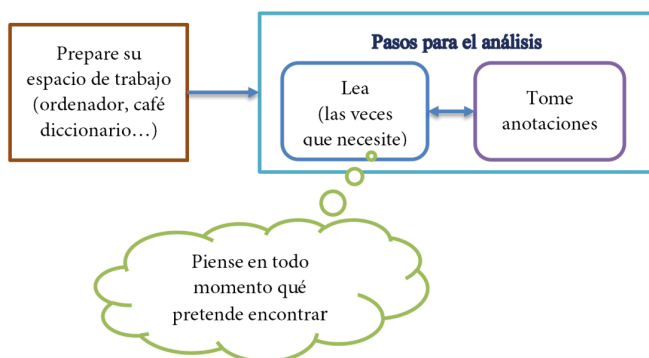 Prepare su
espacio de trabajo
(ordenador, café
diccionario…)
Pasos para el análisis
Lea
(las veces
que necesite)
Tome
anotaciones
Piense en todo
momento qué
pretende encontrar